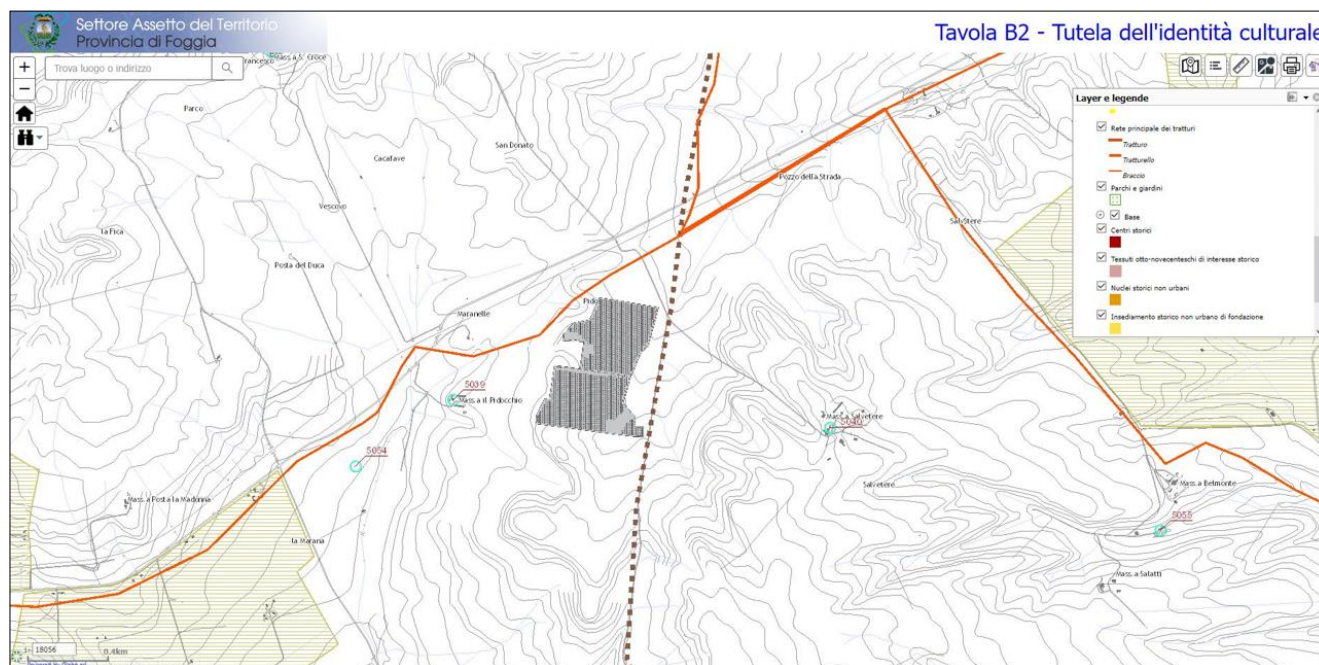 Settore Assetto del Territorio
Provincia di Foggia
Tavola B2 - Tutela dell'identità culturale
+
Trova luogo o indirizzo
−
Mass.a S. Croce
Parco
Cacafave
San Donato
Vescovo
la Fica
Posta del Duca
Pozzo della Strada
Maranelle
5039
Mass.a Il Pidocchio
5054
Mass.a Posta la Madonna
la Marana
Mass.a Salvetere
5040
Salvetere
Mass.a Belmonte
5055
Mass.a Salatti
Layer e legende
Rete principale dei tratturi
Tratturo
Tratturello
Braccio
Parchi e giardini
Base
Centri storici
Tessuti otto-novecenteschi di interesse storico
Nuclei storici non urbani
Insediamento storico non urbano di fondazione
18056
0.4km